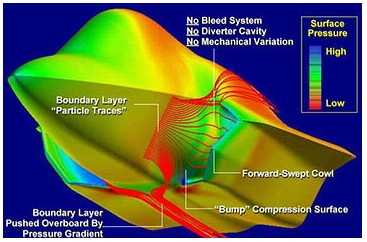 No Bleed System
No Diverter Cavity
No Mechanical Variation
Surface
Pressure
High
Low
Boundary Layer
“Particle Traces”
Forward-Swept Cowl
“Bump” Compression Surface
Boundary Layer
Pushed Overboard By
Pressure Gradient